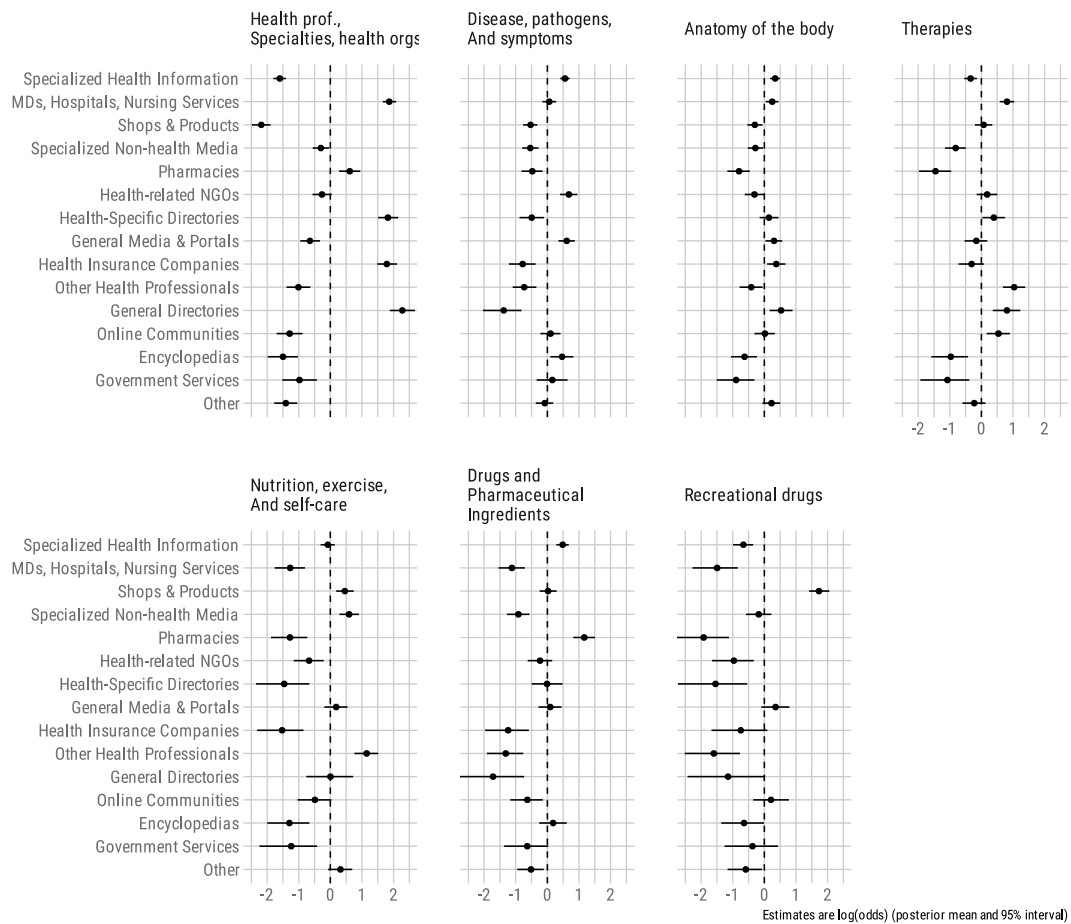 Health prof.,
Specialties, health orgs
Disease, pathogens,
And symptoms
Anatomy of the body
Therapies
Specialized Health Information
MDs, Hospitals, Nursing Services
Shops & Products
Specialized Non-health Media
Pharmacies
Health-related NGOs
Health-Specific Directories
General Media & Portals
Health Insurance Companies
Other Health Professionals
General Directories
Online Communities
Encyclopedias
Government Services
Other
-2 -1 0 1 2
Nutrition, exercise,
And self-care
Drugs and
Pharmaceutical
Ingredients
Recreational drugs
Specialized Health Information
MDs, Hospitals, Nursing Services
Shops & Products
Specialized Non-health Media
Pharmacies
Health-related NGOs
Health-Specific Directories
General Media & Portals
Health Insurance Companies
Other Health Professionals
General Directories
Online Communities
Encyclopedias
Government Services
Other
-2 -1 0 1 2 -2 -1 0 1 2 -2 -1 0 1 2
Estimates are log(odds) (posterior mean and 95% interval)